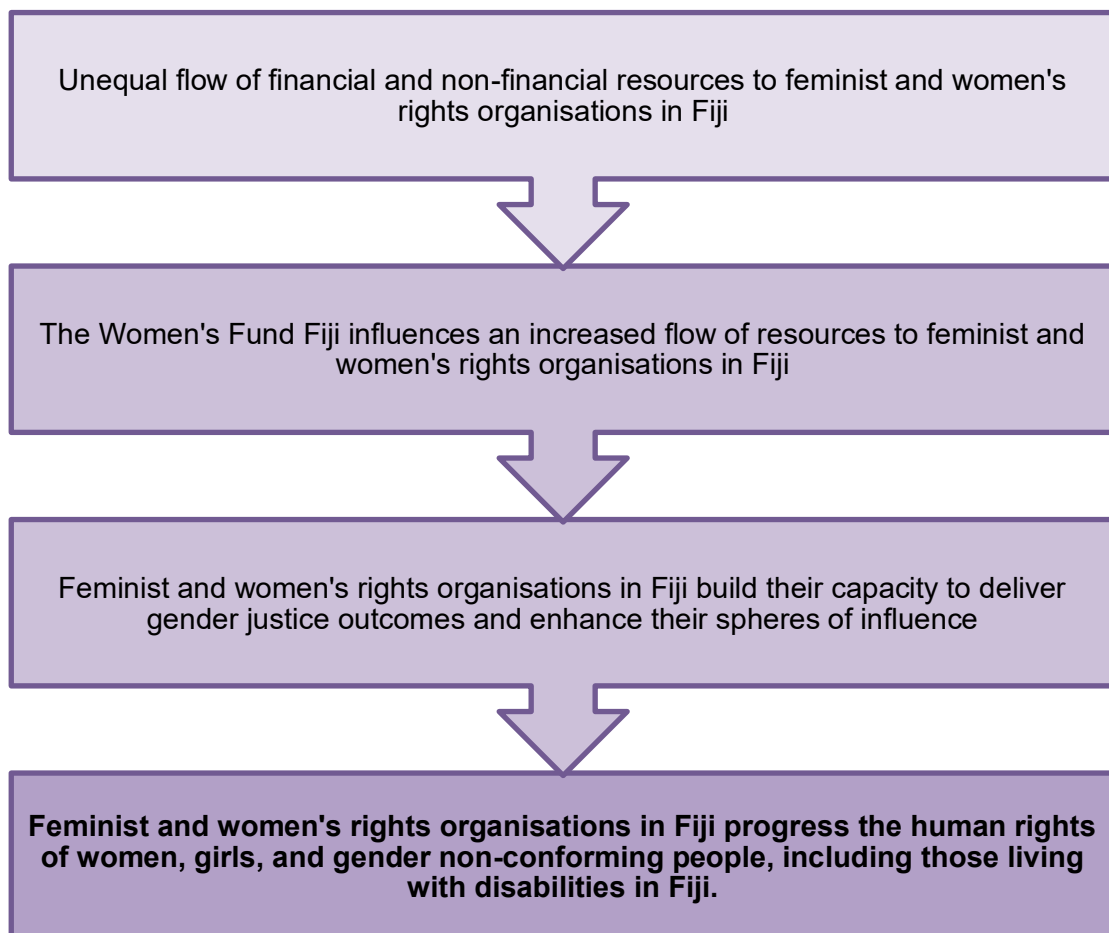 Unequal flow of financial and non-financial resources to feminist and women's
rights organisations in Fiji
The Women's Fund Fiji influences an increased flow of resources to feminist and
women's rights organisations in Fiji
Feminist and women's rights organisations in Fiji build their capacity to deliver
gender justice outcomes and enhance their spheres of influence
Feminist and women's rights organisations in Fiji progress the human rights
of women, girls, and gender non-conforming people, including those living
with disabilities in Fiji.